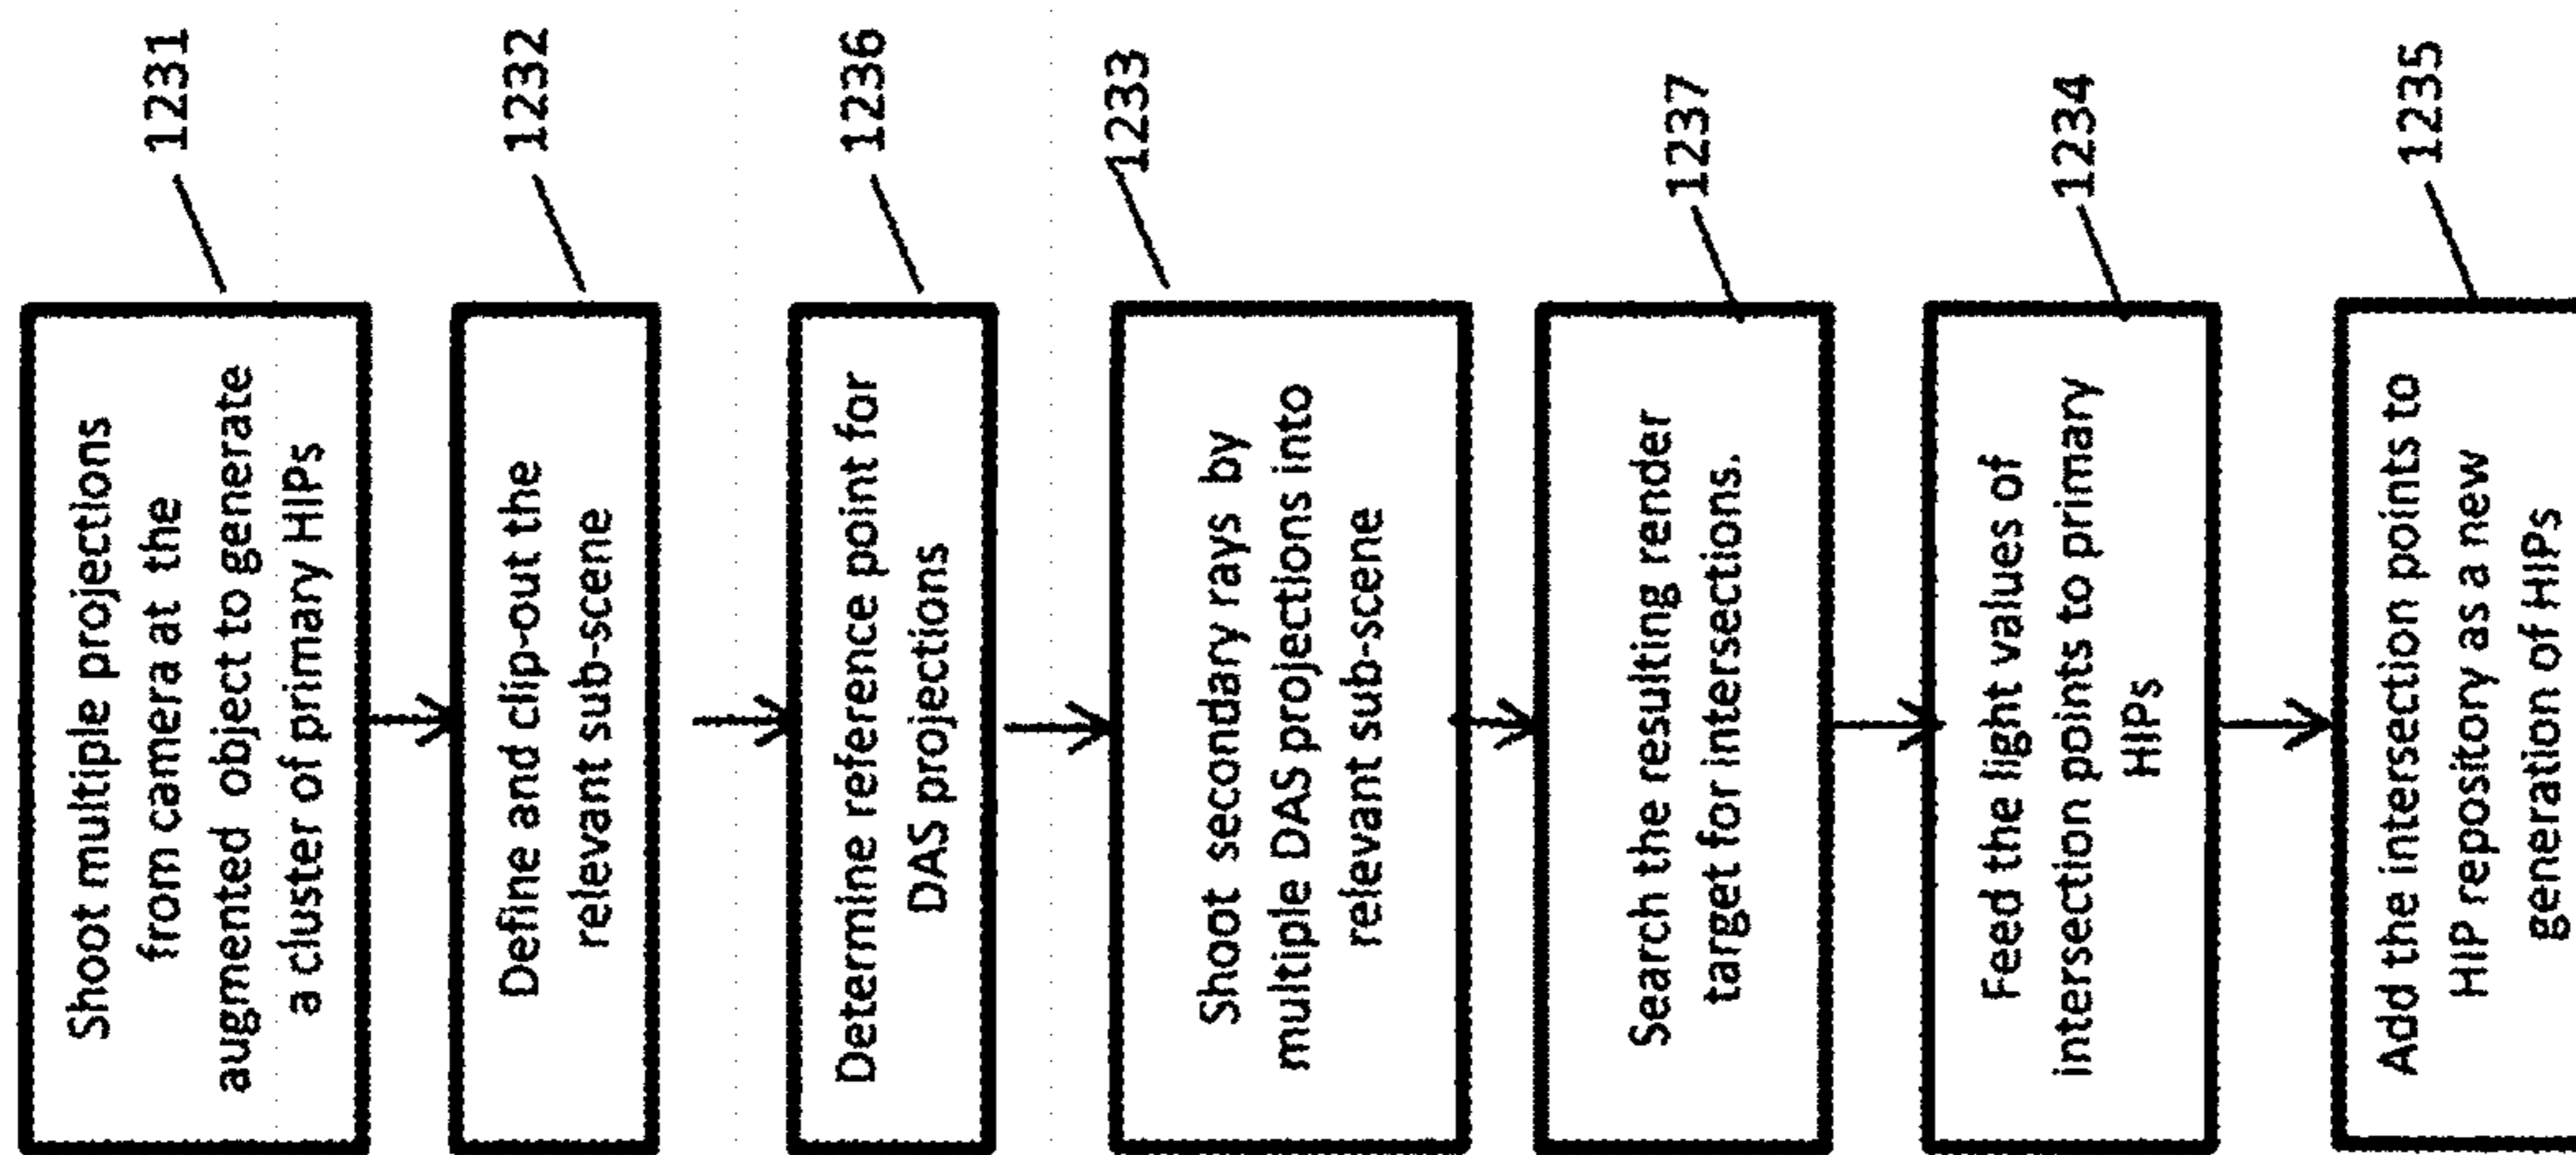 Shoot multiple projections
from camera at the
augmented object to generate
a cluster of primary HIPs
1231
Define and clip-out the
relevant sub-scene
1232
Determine reference point for
DAS projections
1236
Shoot secondary rays by
multiple DAS projections into
relevant sub-scene
1233
Search the resulting render
target for intersections.
1237
Feed the light values of
intersection points to primary
HIPs
1234
Add the intersection points to
HIP repository as a new
generation of HIPs
1235